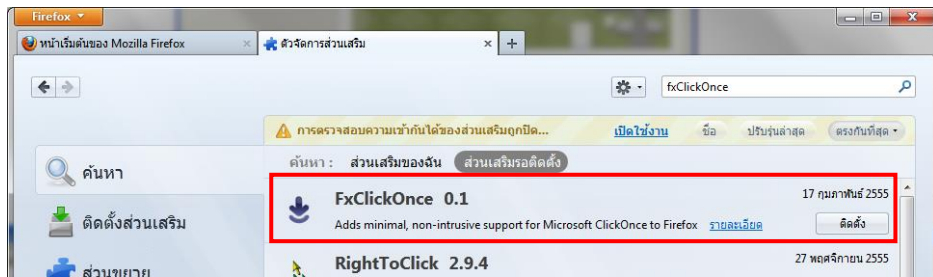 Firefox
หน้าเริ่มต้นของ Mozilla Firefox
ตัวจัดการส่วนเสริม
fxClickOnce
การตรวจสอบความเข้ากันได้ของส่วนเสริมถูกปิด... เปิดใช้งาน ชื่อ ปรับรุ่นล่าสุด ตรงกันที่สุด
ค้นหา : ส่วนเสริมของฉัน ส่วนเสริมรอติดตั้ง
ค้นหา
ติดตั้งส่วนเสริม
ส่วนขยาย
FxClickOnce 0.1 17 กุมภาพันธ์ 2555
Adds minimal, non-intrusive support for Microsoft ClickOnce to Firefox รายละเอียด ติดตั้ง
RightToClick 2.9.4 27 พฤศจิกายน 2555